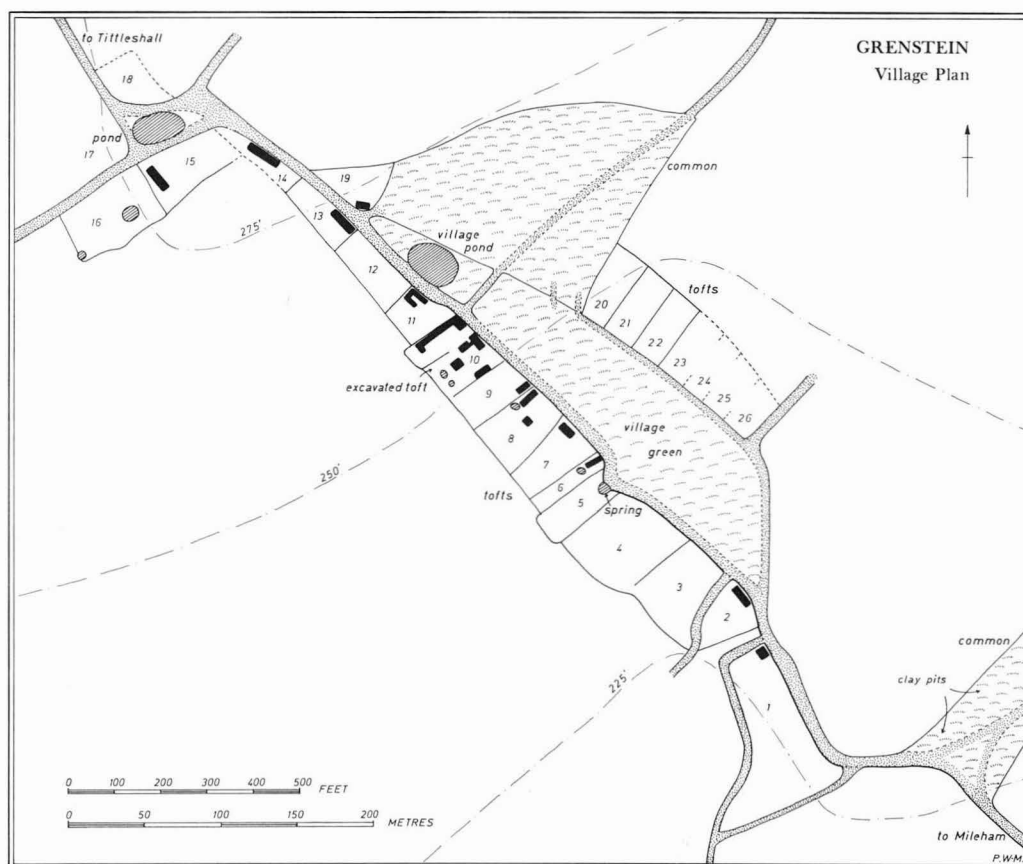 GRENSTEIN
Village Plan
to Tittleshall
18
pond
17
15
16
14
19
13
275'
common
village
pond
12
11
tofts
20
21
22
23
24
25
26
10
excavated toft
9
8
village
green
250'
7
6
tofts
5
spring
4
3
2
common
clay pits
225'
1
0 100 200 300 400 500 FEET
0 50 100 150 200 METRES
to Mileham
P.W-M.